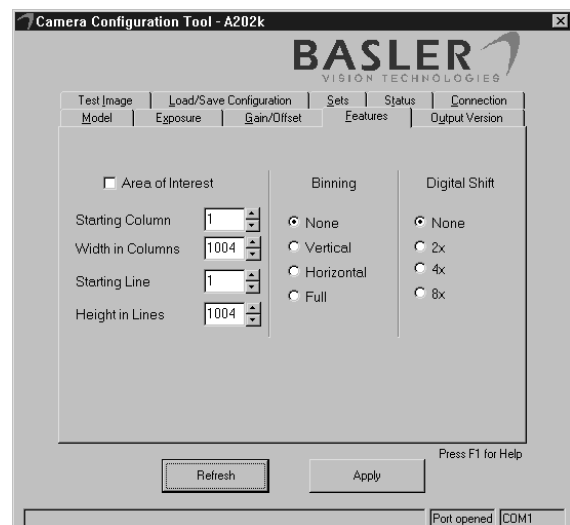 Camera Configuration Tool - A202k
BASLER
VISION TECHNOLOGIES
Test Image Load/Save Configuration Sets Status Connection
Model Exposure Gain/Offset Features Output Version
Area of Interest Binning Digital Shift
Starting Column 1 None None
Width in Columns 1004 Vertical 2x
Starting Line 1 Horizontal 4x
Height in Lines 1004 Full 8x
Press F1 for Help
Refresh Apply
Port opened COM1